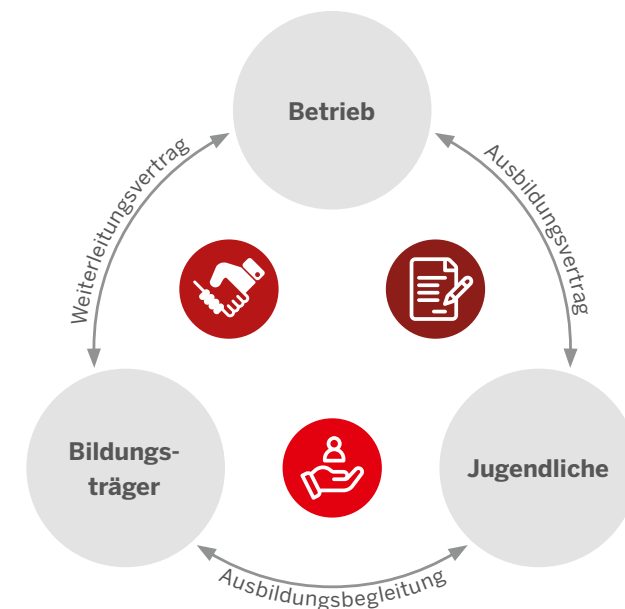 Betrieb
Weiterleitungsvertrag
Ausbildungsvertrag
Bildungs-
träger
Jugendliche
Ausbildungsbegleitung